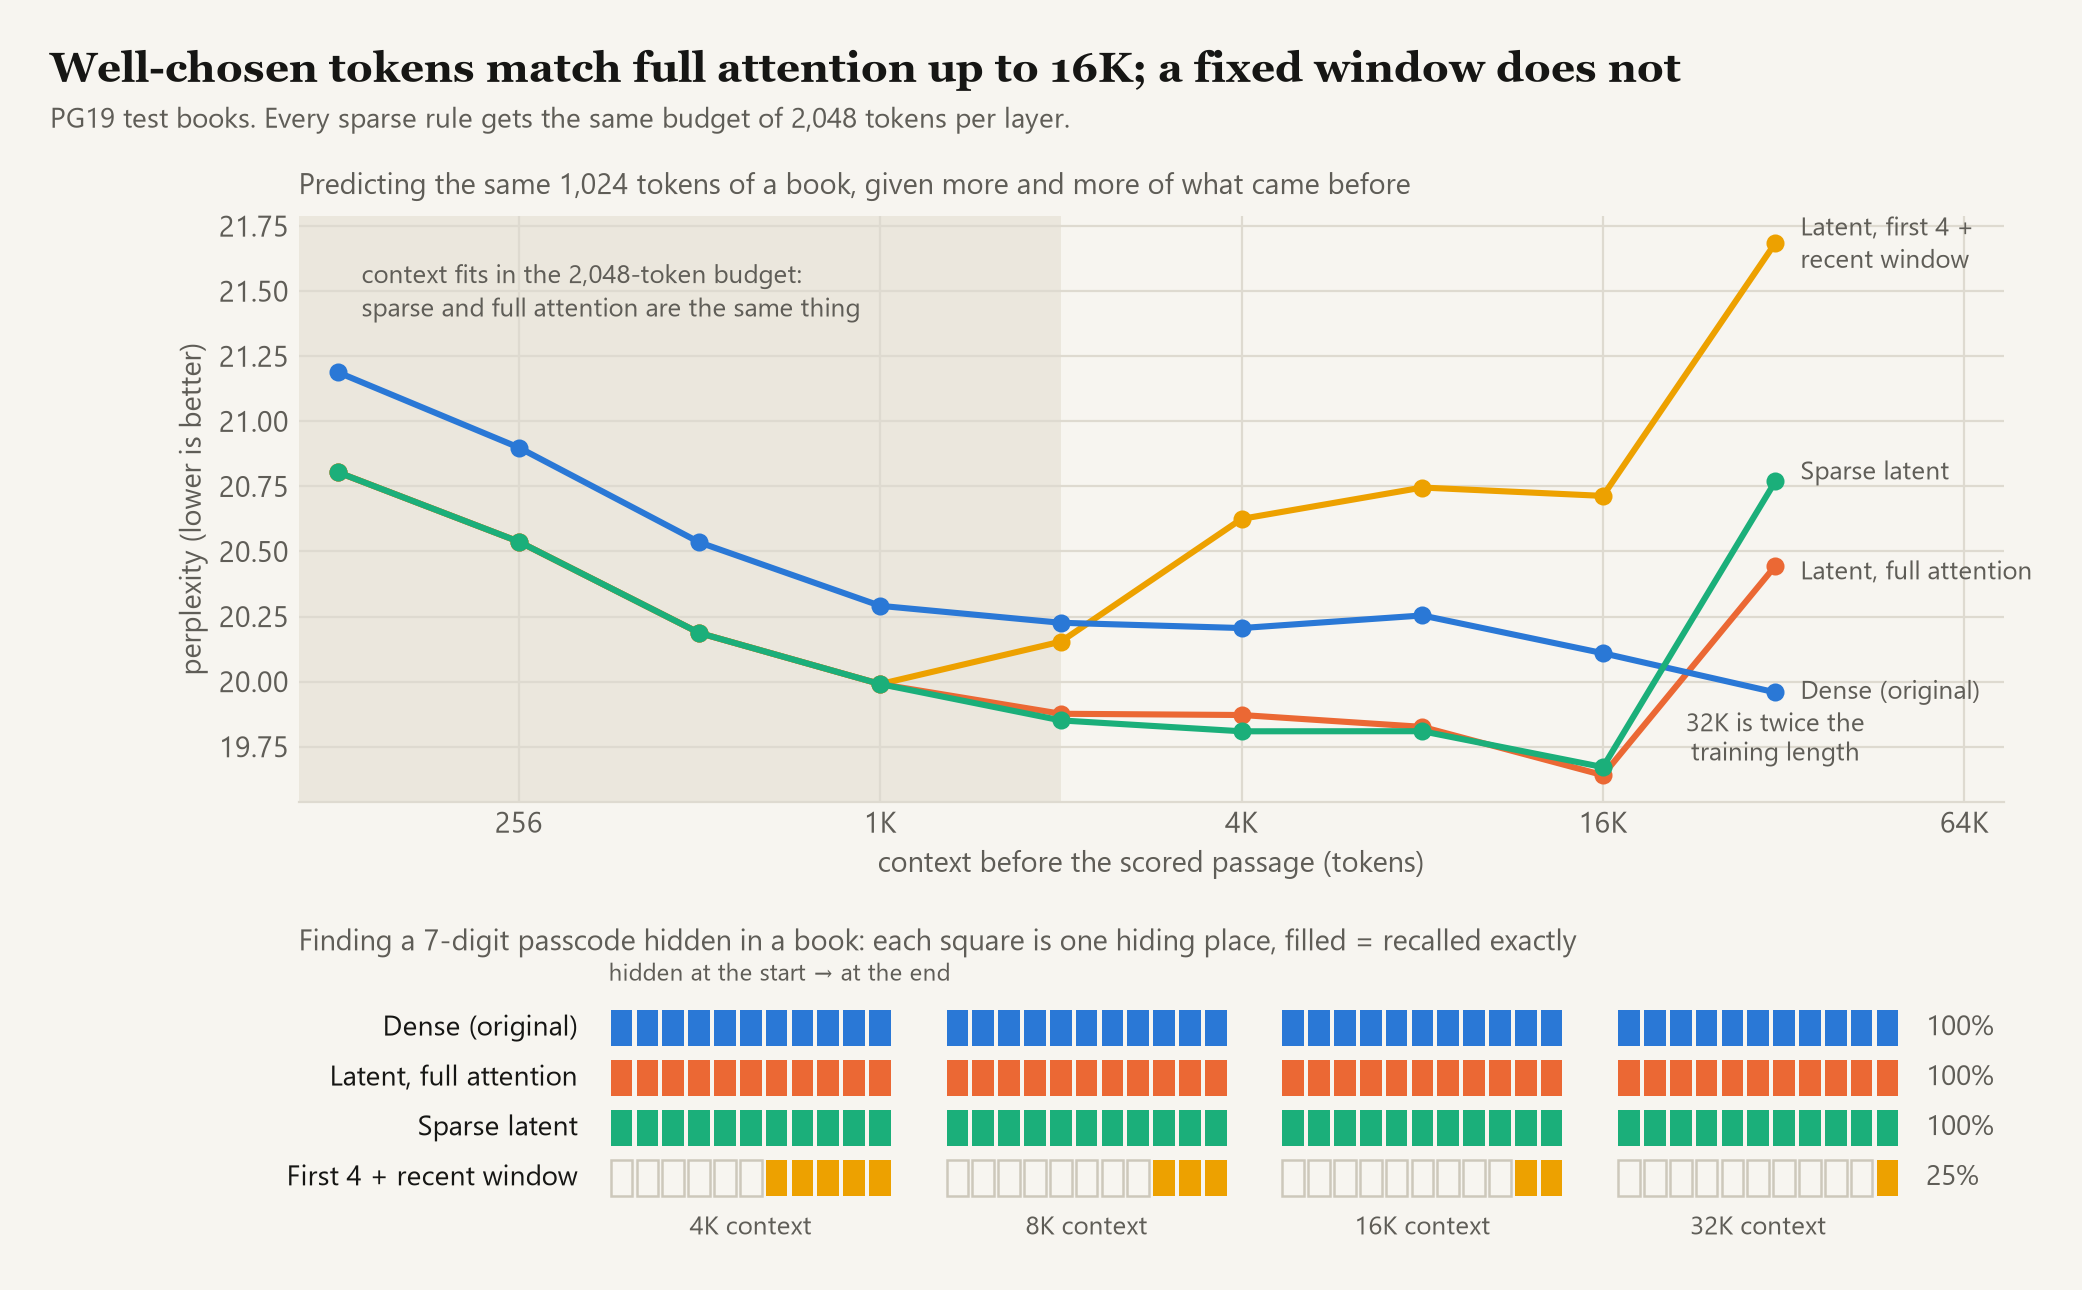 Well-chosen tokens match full attention up to 16K; a fixed window does not
PG19 test books. Every sparse rule gets the same budget of 2,048 tokens per layer.
Predicting the same 1,024 tokens of a book, given more and more of what came before
perplexity (lower is better)
21.75
21.50
21.25
21.00
20.75
20.50
20.25
20.00
19.75
context fits in the 2,048-token budget:
sparse and full attention are the same thing
Latent, first 4 +
recent window
Sparse latent
Latent, full attention
Dense (original)
32K is twice the
training length
256
1K
4K
16K
64K
context before the scored passage (tokens)
Finding a 7-digit passcode hidden in a book: each square is one hiding place, filled = recalled exactly
hidden at the start → at the end
Dense (original)
100%
Latent, full attention
100%
Sparse latent
100%
First 4 + recent window
25%
4K context
8K context
16K context
32K context